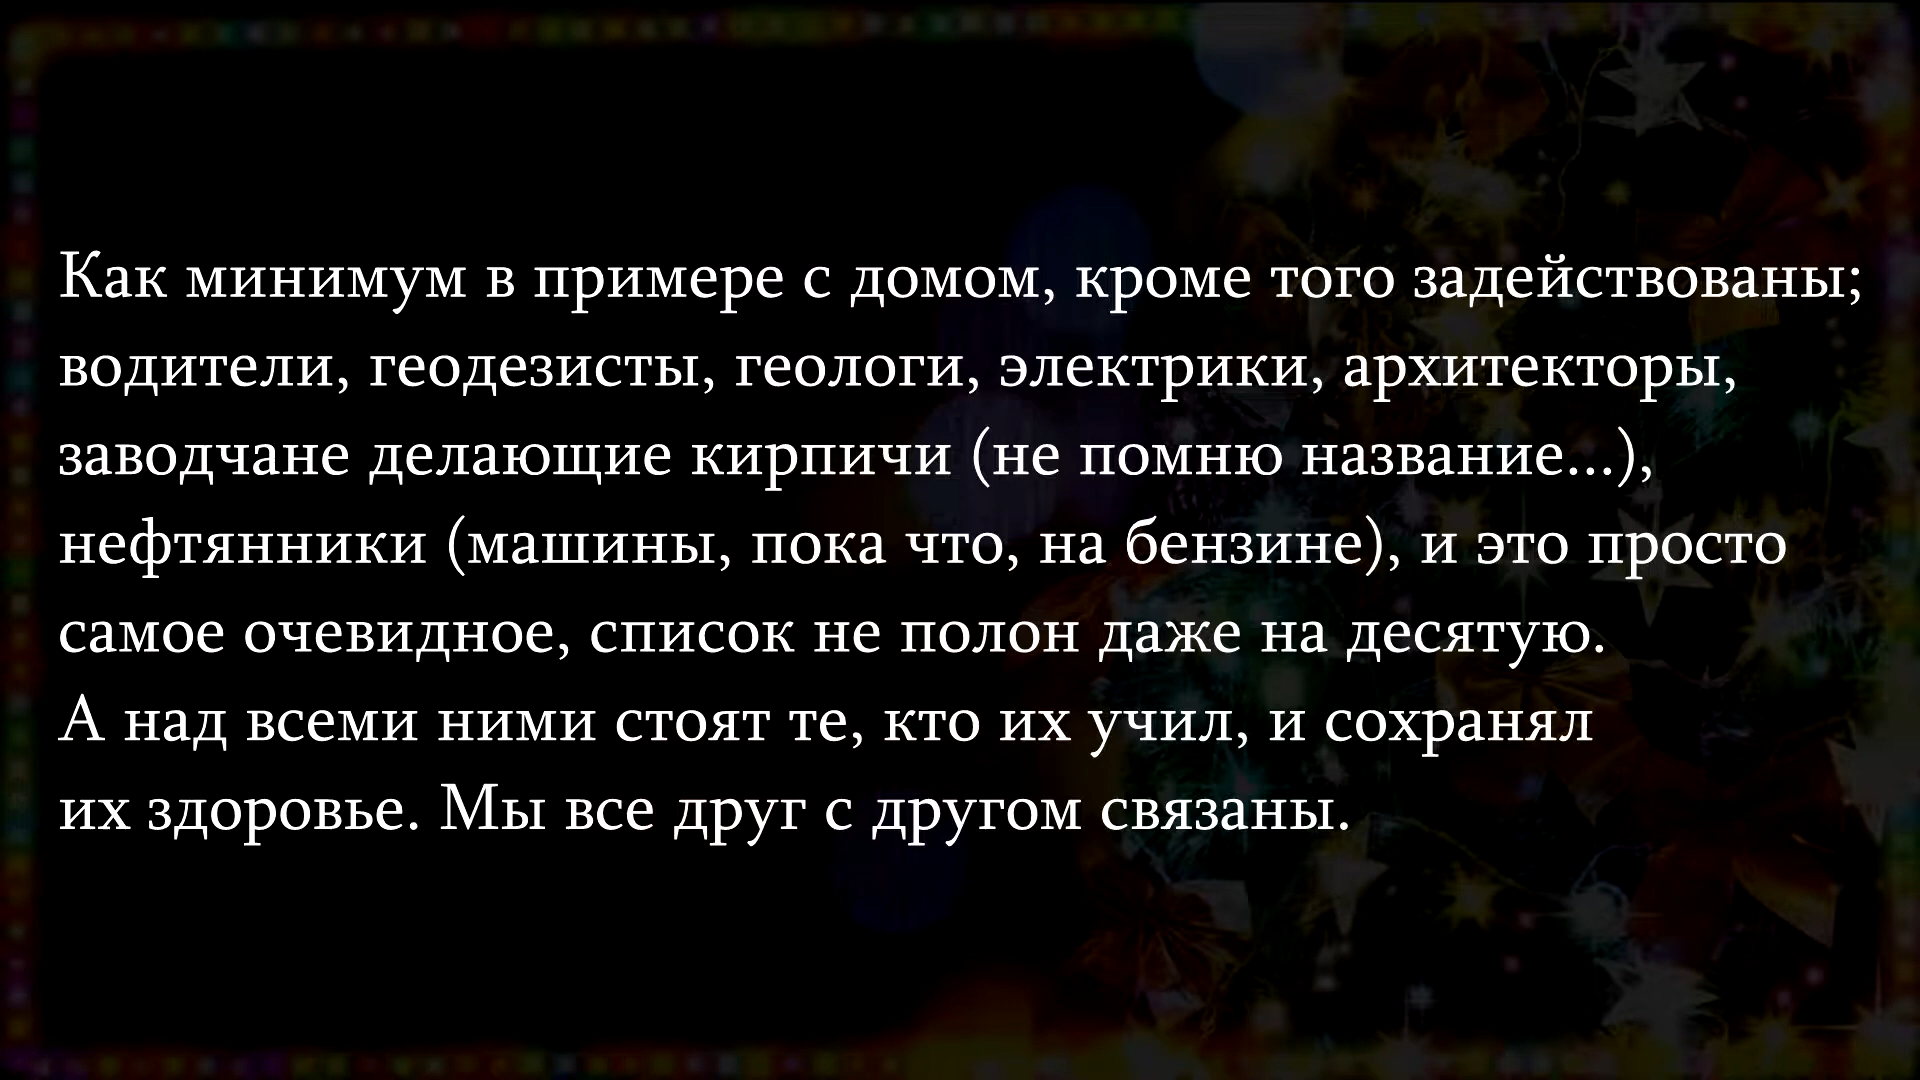 Как минимум в примере с домом, кроме того задействованы;
водители, геодезисты, геологи, электрики, архитекторы,
заводчане делающие кирпичи (не помню название...),
нефтянники (машины, пока что, на бензине), и это просто
самое очевидное, список не полон даже на десятую.
А над всеми ними стоят те, кто их учил, и сохранял
их здоровье. Мы все друг с другом связаны.